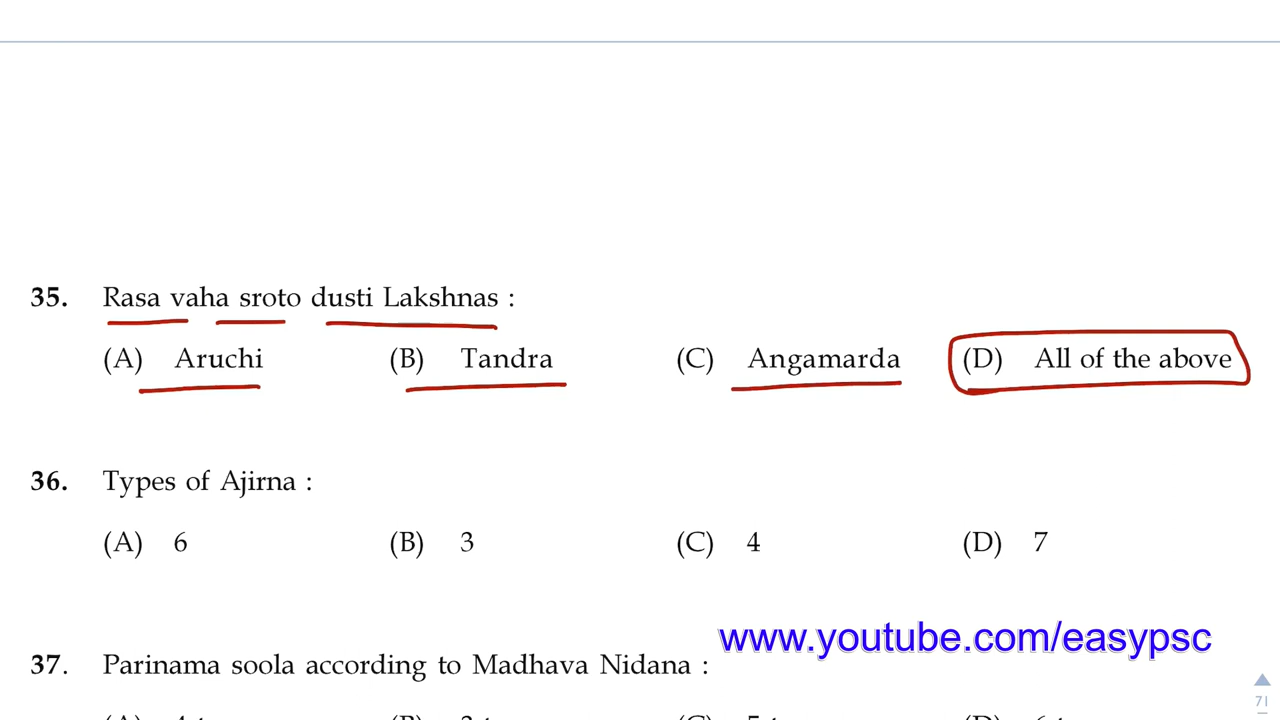 35. Rasa vaha sroto dusti Lakshnas :
(A) Aruchi (B) Tandra (C) Angamarda (D) All of the above
36. Types of Ajirna :
(A) 6 (B) 3 (C) 4 (D) 7
www.youtube.com/easypsc
37. Parinama soola according to Madhava Nidana :
71